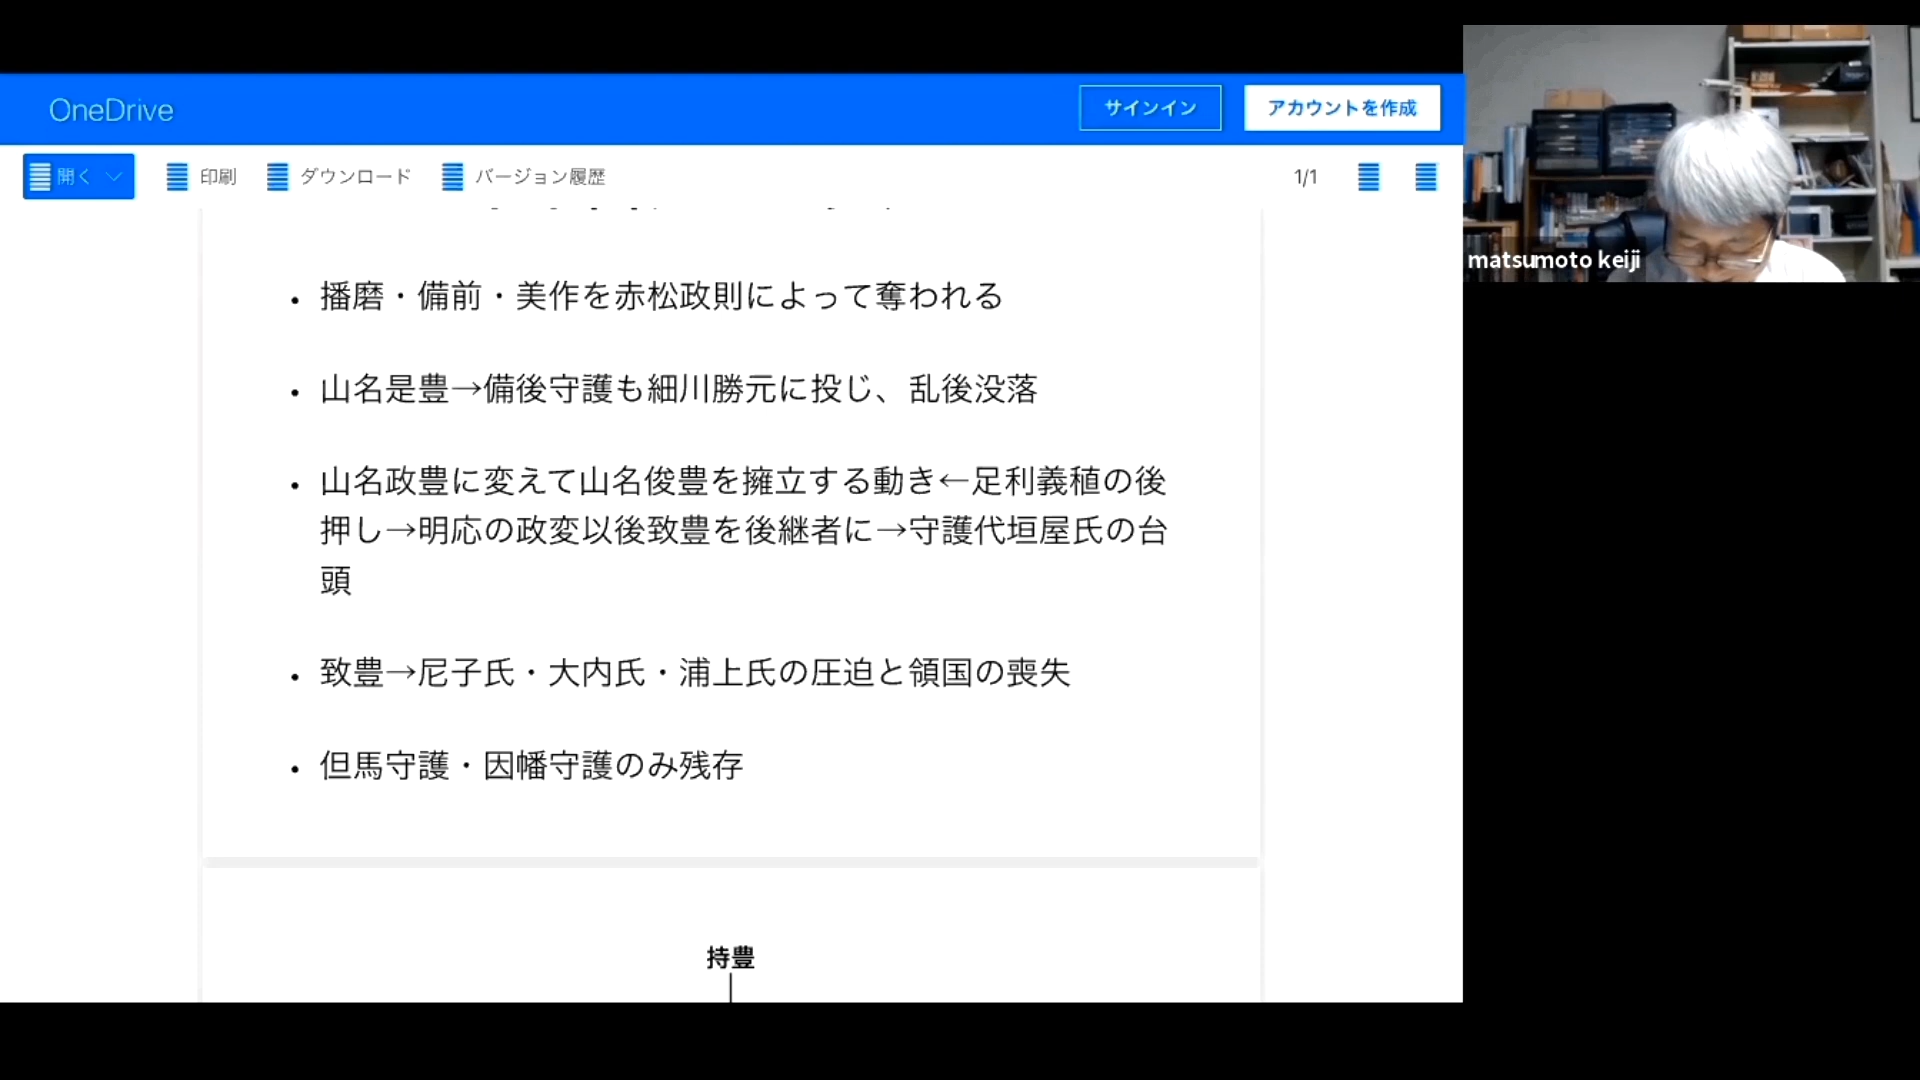 OneDrive
サインイン
アカウントを作成
開く
印刷
ダウンロード
バージョン履歴
1/1
matsumoto keiji
• 播磨・備前・美作を赤松政則によって奪われる
• 山名是豊→備後守護も細川勝元に投じ、乱後没落
• 山名政豊に変えて山名俊豊を擁立する動き←足利義稙の後
押し→明応の政変以後致豊を後継者に→守護代垣屋氏の台
頭
• 致豊→尼子氏・大内氏・浦上氏の圧迫と領国の喪失
• 但馬守護・因幡守護のみ残存
持豊